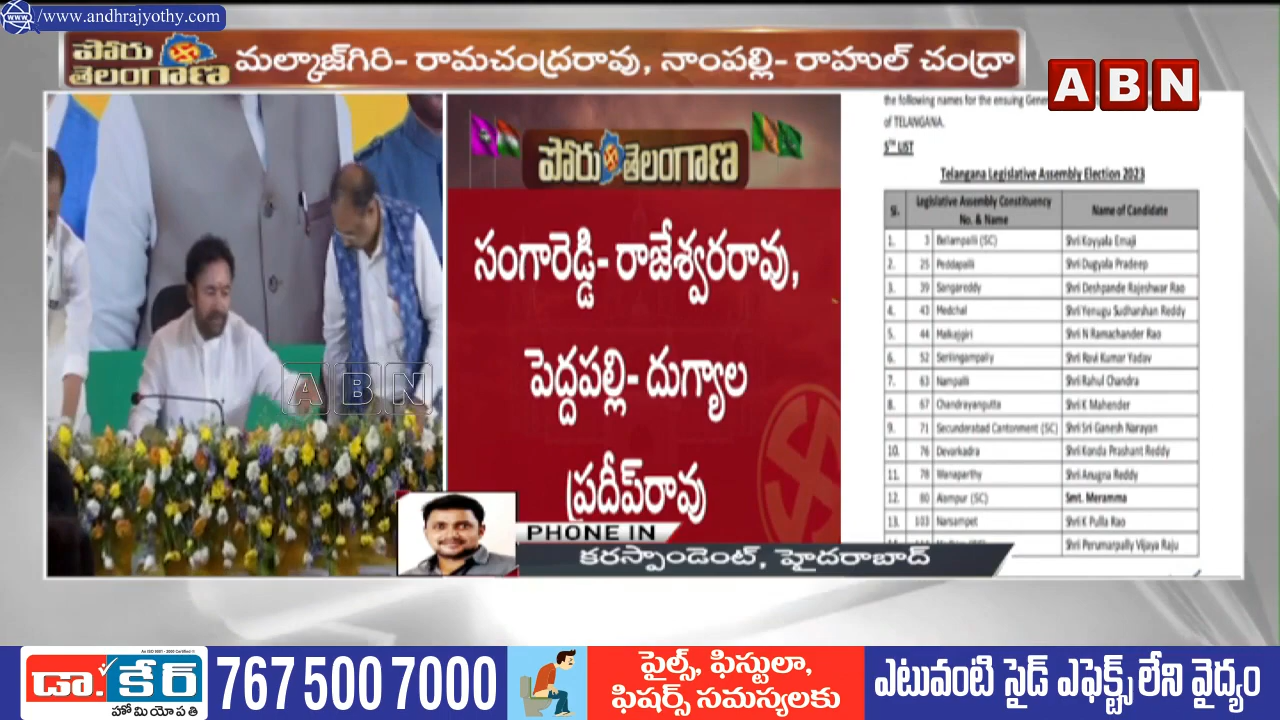 www.andhrajyothy.com
పోరు తెలంగాణ
మల్కాజ్‌గిరి- రామచంద్రరావు, నాంపల్లి- రాహుల్ చంద్రా
ABN
పోరు తెలంగాణ
సంగారెడ్డి- రాజేశ్వరరావు,
పెద్దపల్లి- దుగ్యాల
ప్రదీప్‌రావు
ABN
the following names for the ensuing Gener
of TELANGANA.
5TH LIST
Telangana Legislative Assembly Election 2023
Sl. Legislative Assembly Constituency No. & Name Name of Candidate
1. 3 Bellampalli (SC) Shri Koyyala Emaji
2. 25 Peddapalli Shri Dugyala Pradeep
3. 39 Sangareddy Shri Deshpande Rajeshwar Rao
4. 43 Medchal Shri Yenugu Sudharshan Reddy
5. 44 Malkajgiri Shri N Ramachander Rao
6. 52 Serilingampally Shri Ravi Kumar Yadav
7. 63 Nampalli Shri Rahul Chandra
8. 67 Chandrayangutta Shri K Mahender
9. 71 Secunderabad Cantonment (SC) Shri Sri Ganesh Narayan
10. 76 Devarkadra Shri Konda Prashant Reddy
11. 78 Wanaparthy Shri Anugna Reddy
12. 80 Alampur (SC) Smt. Meramma
13. 103 Narsampet Shri K Pulla Rao
Shri Perumarpally Vijaya Raju
PHONE IN
కరస్పాండెంట్, హైదరాబాద్
డా. కేర్
హోమియోపతి
767 500 7000
పైల్స్, ఫిస్టులా,
ఫిషర్స్ సమస్యలకు
ఎటువంటి సైడ్ ఎఫెక్ట్స్ లేని వైద్యం